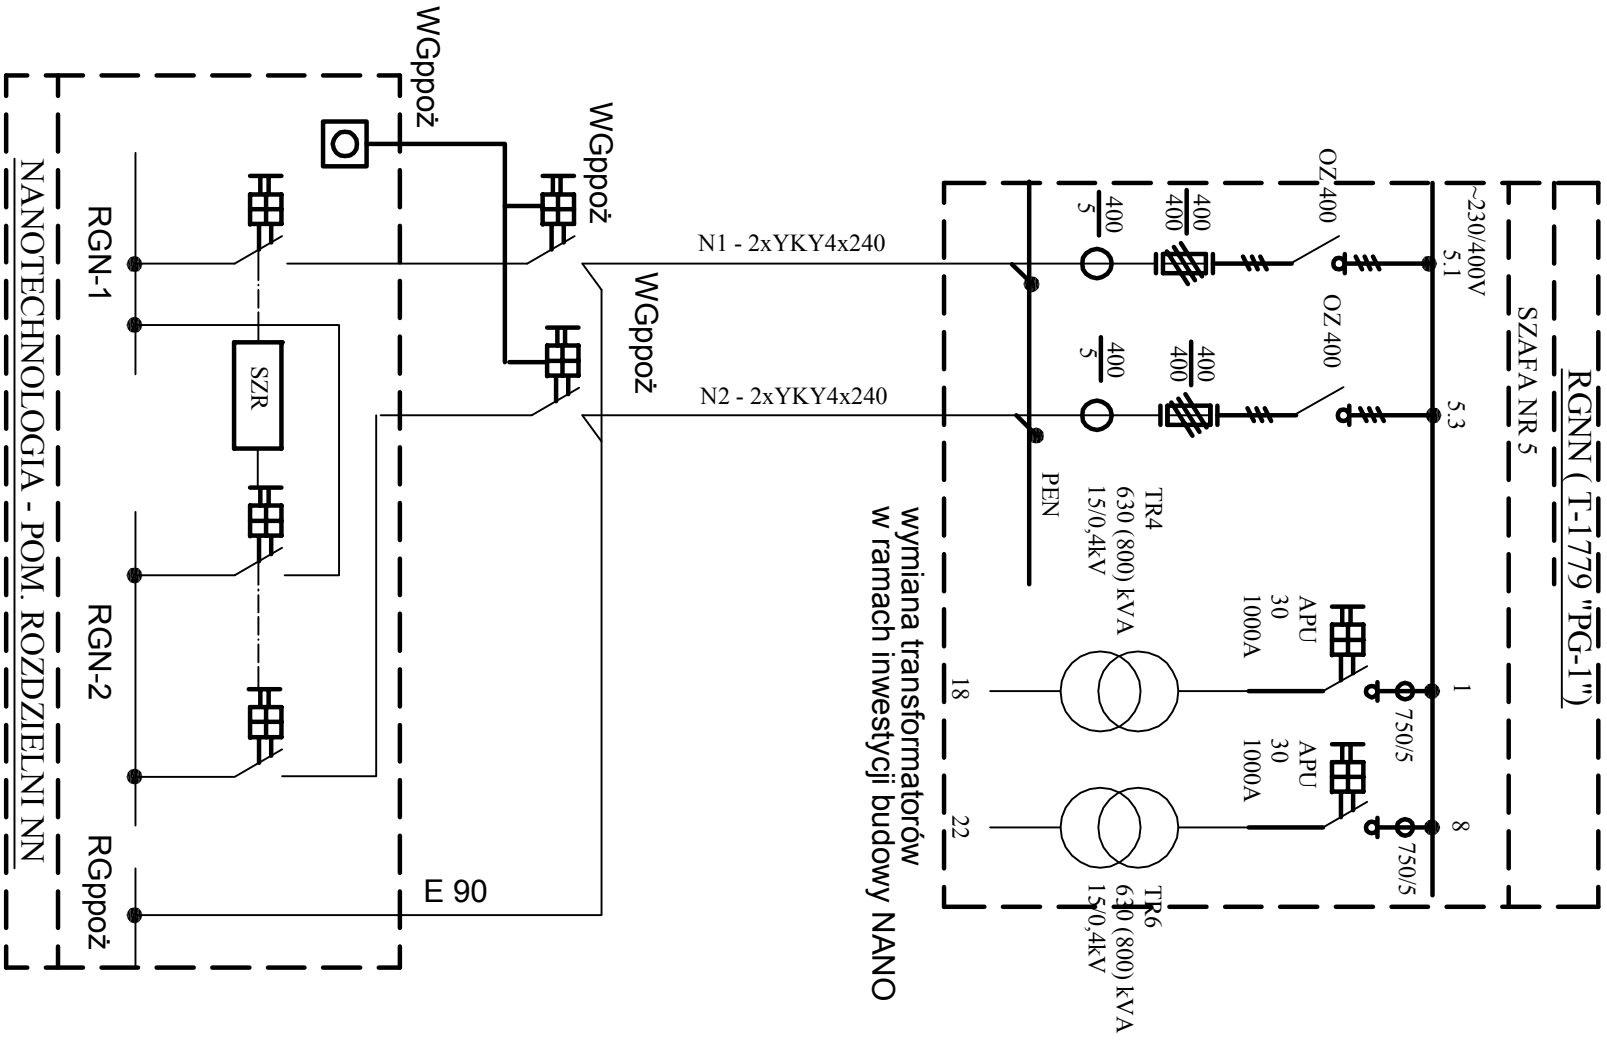 RGNN ( T-1779 "PG-1")
SZAFA NR 5
~230/400V
5.1
5.3
1
8
OZ 400
OZ 400
750/5
750/5
400
400
400
400
400
5
400
5
APU
30
1000A
APU
30
1000A
PEN
TR4
630 (800) kVA
15/0,4kV
TR6
630 (800) kVA
15/0,4kV
18
22
wymiana transformatorów
w ramach inwestycji budowy NANO
N1 - 2xYKY4x240
N2 - 2xYKY4x240
WGppoż
WGppoż
WGppoż
E 90
SZR
RGN-1
RGN-2
RGppoż
NANOTECHNOLOGIA - POM. ROZDZIELNI NN